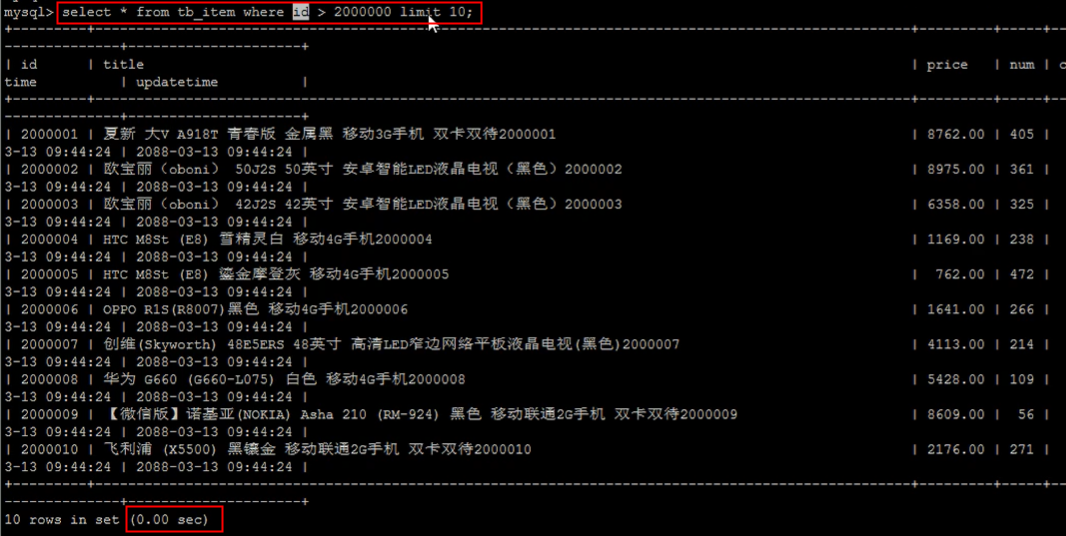 mysql> select * from tb_item where id > 2000000 limit 10;
+---------+----------------------------------------------------------------------------------------------------+---------+-----+--
--------------+---------------------+
| id      | title                                                                                              | price   | num | c
time          | updatetime          |
+---------+----------------------------------------------------------------------------------------------------+---------+-----+--
--------------+---------------------+
| 2000001 | 夏新 大V A918T 青春版 金属黑 移动3G手机 双卡双待2000001 | 8762.00 | 405 |
3-13 09:44:24 | 2088-03-13 09:44:24 |
| 2000002 | 欧宝丽（oboni） 50J2S 50英寸 安卓智能LED液晶电视（黑色）2000002 | 8975.00 | 361 |
3-13 09:44:24 | 2088-03-13 09:44:24 |
| 2000003 | 欧宝丽（oboni） 42J2S 42英寸 安卓智能LED液晶电视（黑色）2000003 | 6358.00 | 325 |
3-13 09:44:24 | 2088-03-13 09:44:24 |
| 2000004 | HTC M8St (E8) 雪精灵白 移动4G手机2000004 | 1169.00 | 238 |
3-13 09:44:24 | 2088-03-13 09:44:24 |
| 2000005 | HTC M8St (E8) 鎏金摩登灰 移动4G手机2000005 | 762.00 | 472 |
3-13 09:44:24 | 2088-03-13 09:44:24 |
| 2000006 | OPPO R1S(R8007)黑色 移动4G手机2000006 | 1641.00 | 266 |
3-13 09:44:24 | 2088-03-13 09:44:24 |
| 2000007 | 创维(Skyworth) 48E5ERS 48英寸 高清LED窄边网络平板液晶电视(黑色)2000007 | 4113.00 | 214 |
3-13 09:44:24 | 2088-03-13 09:44:24 |
| 2000008 | 华为 G660 (G660-L075) 白色 移动4G手机2000008 | 5428.00 | 109 |
3-13 09:44:24 | 2088-03-13 09:44:24 |
| 2000009 | 【微信版】诺基亚(NOKIA) Asha 210 (RM-924) 黑色 移动联通2G手机 双卡双待2000009 | 8609.00 | 56 |
3-13 09:44:24 | 2088-03-13 09:44:24 |
| 2000010 | 飞利浦 (X5500) 黑镶金 移动联通2G手机 双卡双待2000010 | 2176.00 | 271 |
3-13 09:44:24 | 2088-03-13 09:44:24 |
+---------+----------------------------------------------------------------------------------------------------+---------+-----+--
--------------+---------------------+
10 rows in set (0.00 sec)